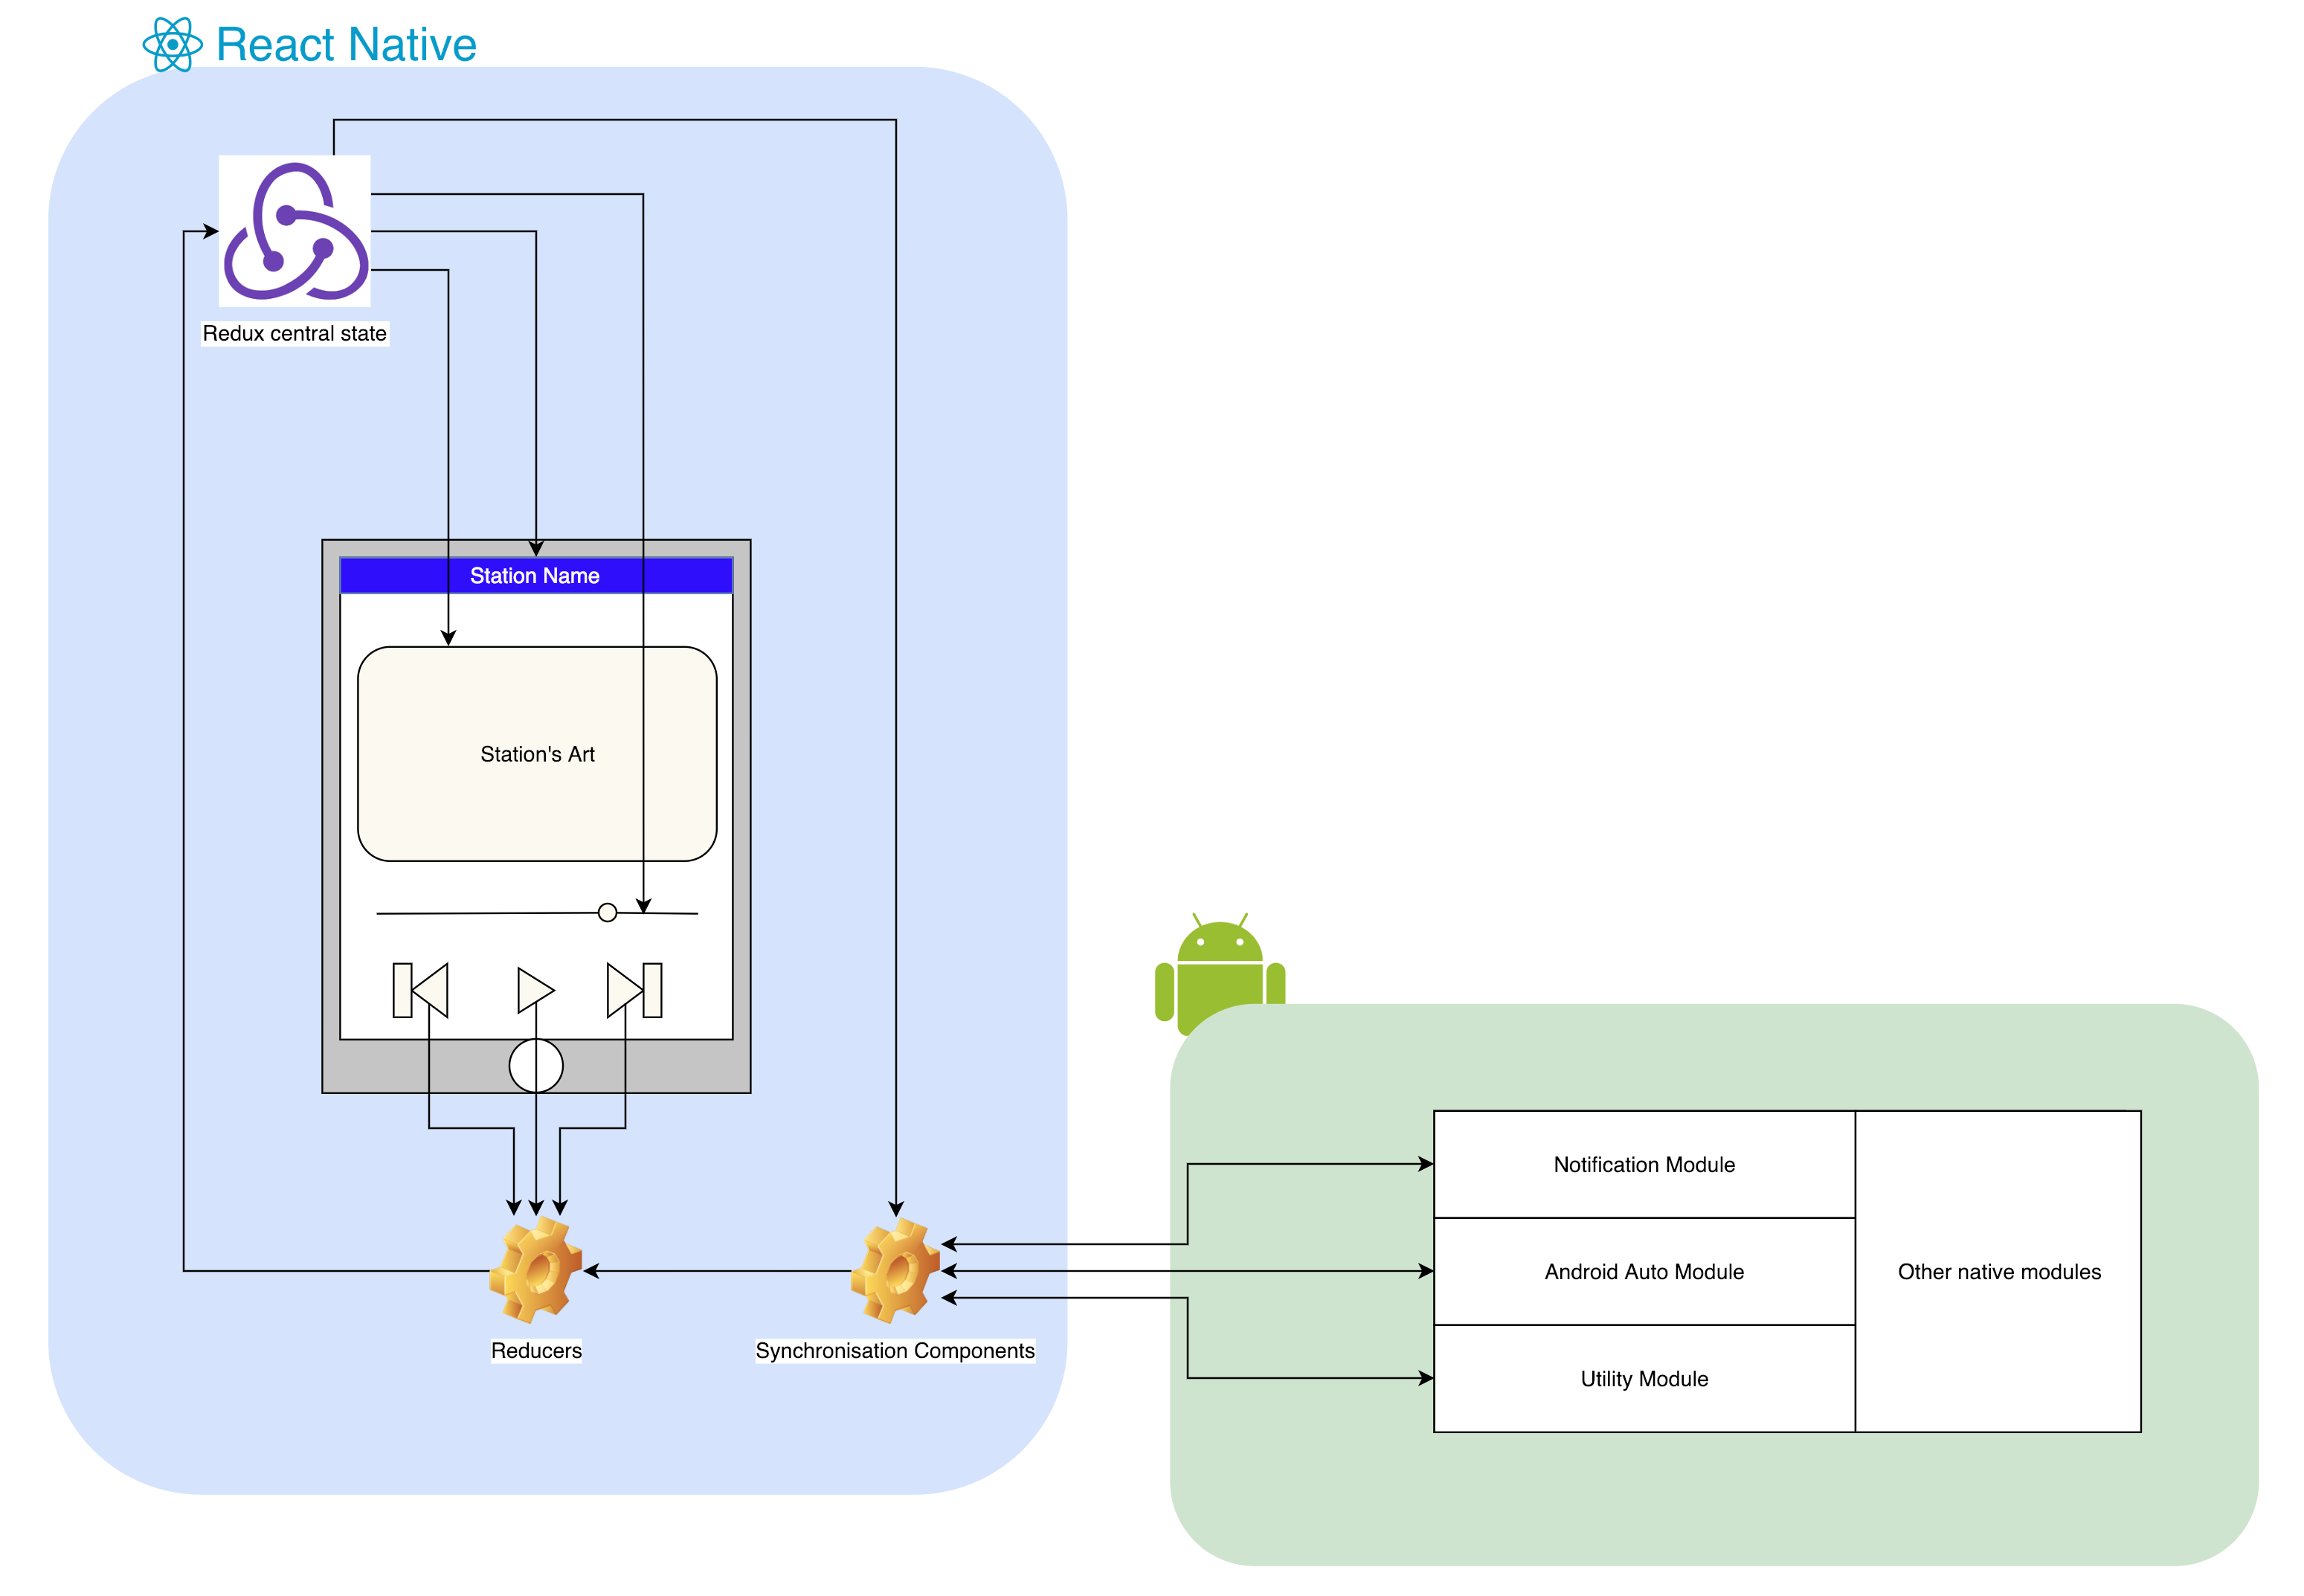 React Native
Redux central state
Station Name
Station's Art
Notification Module
Android Auto Module
Other native modules
Utility Module
Reducers
Synchronisation Components